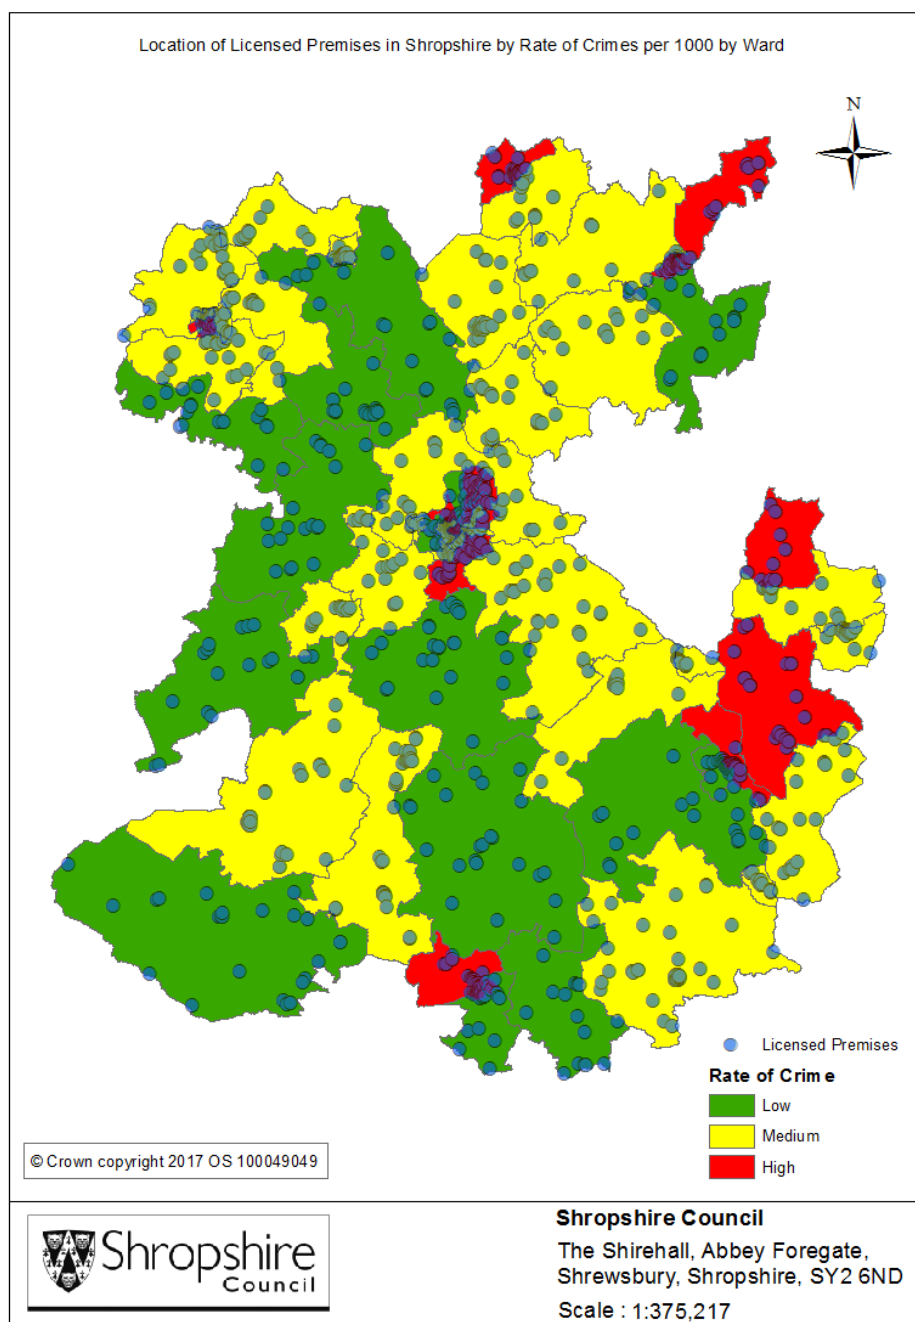 Location of Licensed Premises in Shropshire by Rate of Crimes per 1000 by Ward
N
Licensed Premises
Rate of Crime
Low
Medium
High
© Crown copyright 2017 OS 100049049
Shropshire
Council
Shropshire Council
The Shirehall, Abbey Foregate,
Shrewsbury, Shropshire, SY2 6ND
Scale : 1:375,217